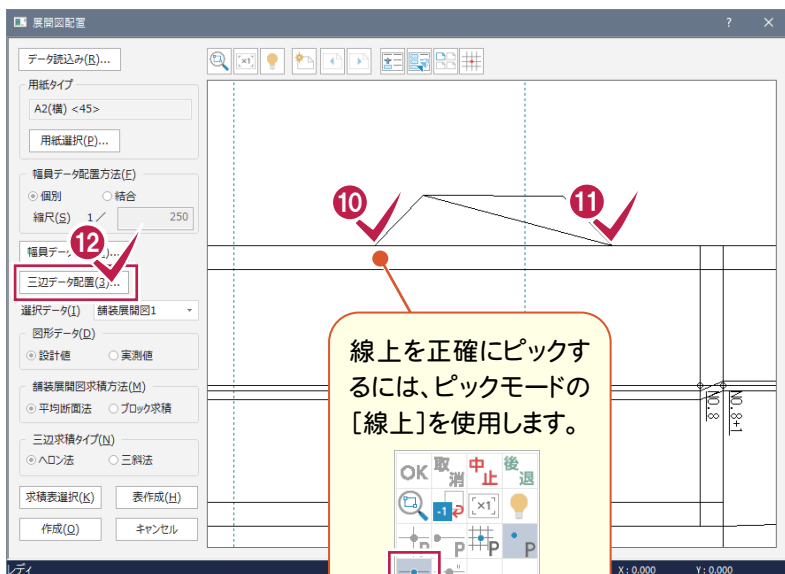 展開図配置
データ読込み(R)...
用紙タイプ
A2(横) <45>
用紙選択(P)...
幅員データ配置方法(F)
個別 結合
縮尺(S) 1／ 250
幅員データ
三辺データ配置(3)...
選択データ(I) 舗装展開図1
図形データ(D)
設計値 実測値
舗装展開図求積方法(M)
平均断面法 ブロック求積
三辺求積タイプ(N)
ヘロン法 三斜法
求積表選択(K) 表作成(H)
作成(O) キャンセル
レディ
⑩
⑪
⑫
NO.8
NO.8+1
線上を正確にピックす
るには、ピックモードの
［線上］を使用します。
OK 取消 中止 後退
-1 [×1]
P P P P
X : 0.000 Y : 0.000